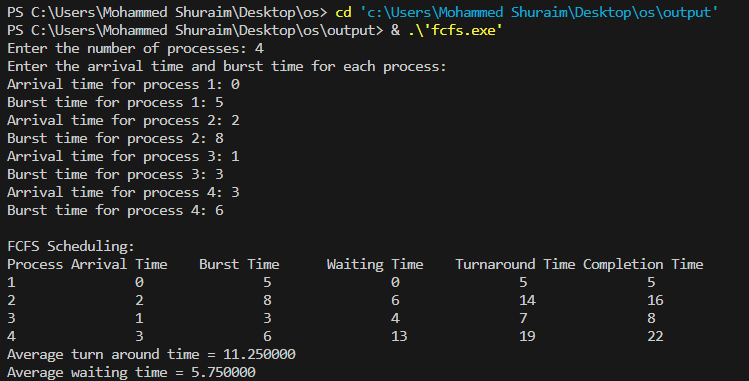 PS C:\Users\Mohammed Shuraim\Desktop\os> cd 'c:\Users\Mohammed Shuraim\Desktop\os\output'
PS C:\Users\Mohammed Shuraim\Desktop\os\output> & .\'fcfs.exe'
Enter the number of processes: 4
Enter the arrival time and burst time for each process:
Arrival time for process 1: 0
Burst time for process 1: 5
Arrival time for process 2: 2
Burst time for process 2: 8
Arrival time for process 3: 1
Burst time for process 3: 3
Arrival time for process 4: 3
Burst time for process 4: 6

FCFS Scheduling:
Process Arrival Time    Burst Time      Waiting Time    Turnaround Time Completion Time
1               0               5               0               5               5
2               2               8               6               14              16
3               1               3               4               7               8
4               3               6               13              19              22
Average turn around time = 11.250000
Average waiting time = 5.750000